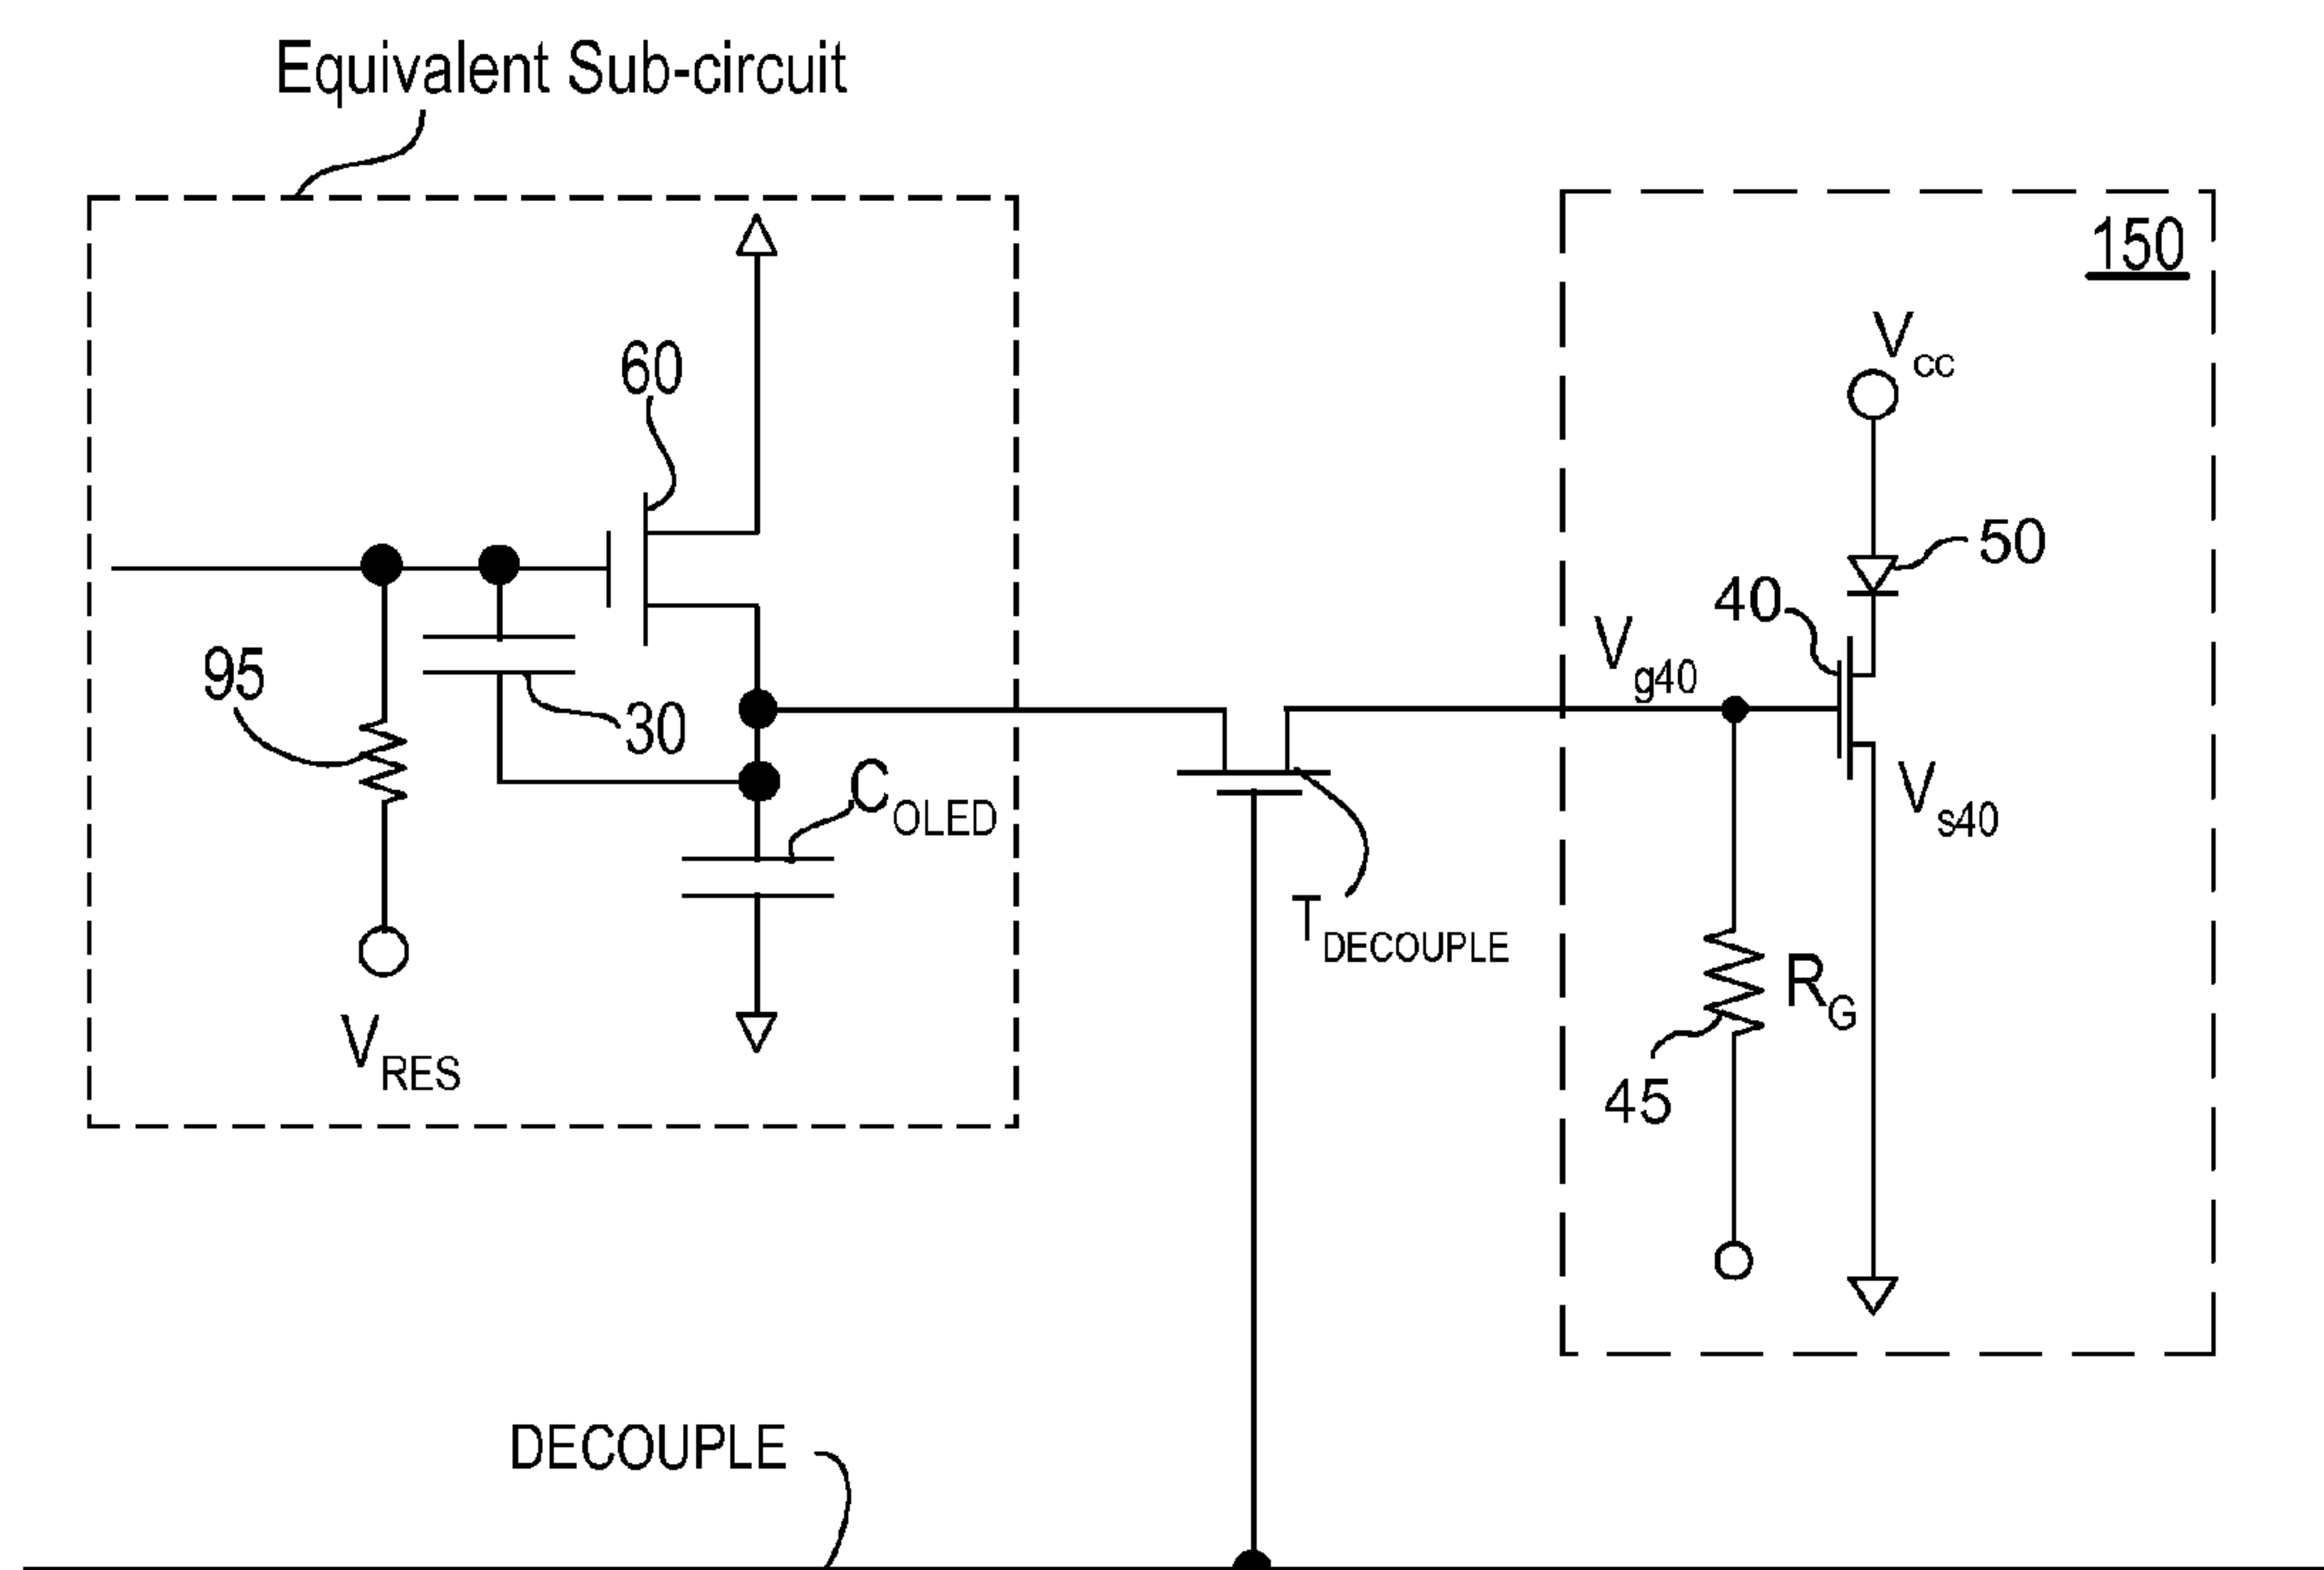 Equivalent Sub-circuit
150
VCC
60
50
40
Vg40
95
30
COLED
Vs40
TDECOUPLE
RG
VRES
45
DECOUPLE